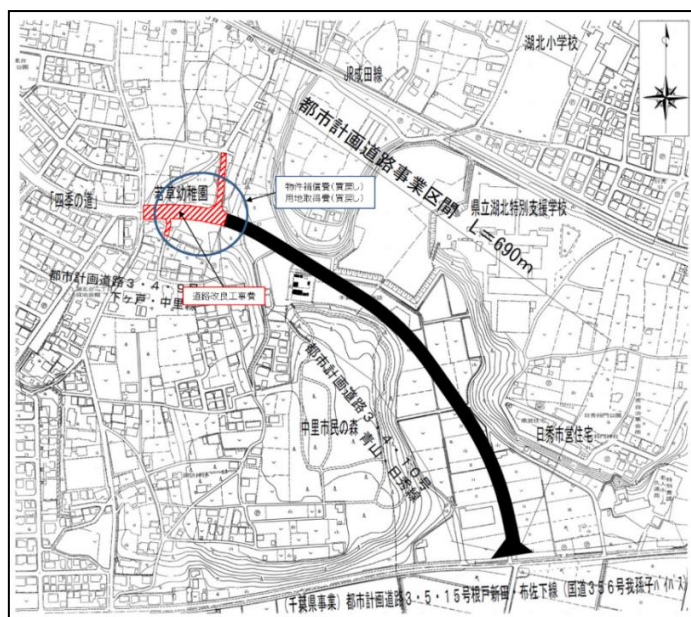 湖北小学校
JR成田線
都市計画道路事業区間
L=690m
県立湖北特別支援学校
物件補償費(買戻し)
用地取得費(買戻し)
若草幼稚園
「四季の道」
都市計画道路3・4・9号
下ヶ戸・中里線
道路改良工事費
都市計画道路3・4・10号
青山・日秀線
中里市民の森
日秀市営住宅
(千葉県事業)都市計画道路3・5・15号根戸新田・布佐下線(国道356号我孫子バイパス)